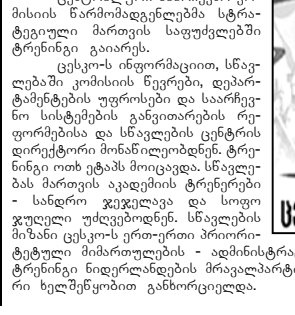 მისიის წარმომადგენლებმა სტრა-
ტეგიული მართვის საფუძვლებში
ტრენინგი გაიარეს.
ცესკო-ს ინფორმაციით, სწავ-
ლებაში კომისიის წევრები, დეპარ-
ტამენტების უფროსები და საარჩევ-
ნო სისტემების განვითარების რე-
ფორმებისა და სწავლების ცენტრის
დირექტორი მონაწილეობდნენ. ტრე-
ნინგი ოთხ ეტაპს მოიცავდა. სწავლე-
ბას მართვის აკადემიის ტრენერები
- სანდრო ჯეჯელავა და სოფო
ჯუღელი უძღვებოდნენ. სწავლების
მიზანი ცესკო-ს ერთ-ერთი პრიორი-
ტეტული მიმართულების - ადმინისტრა
ტრენინგი ნიდერლანდების მრავალპარტი
რი ხელშეწყობით განხორციელდა.